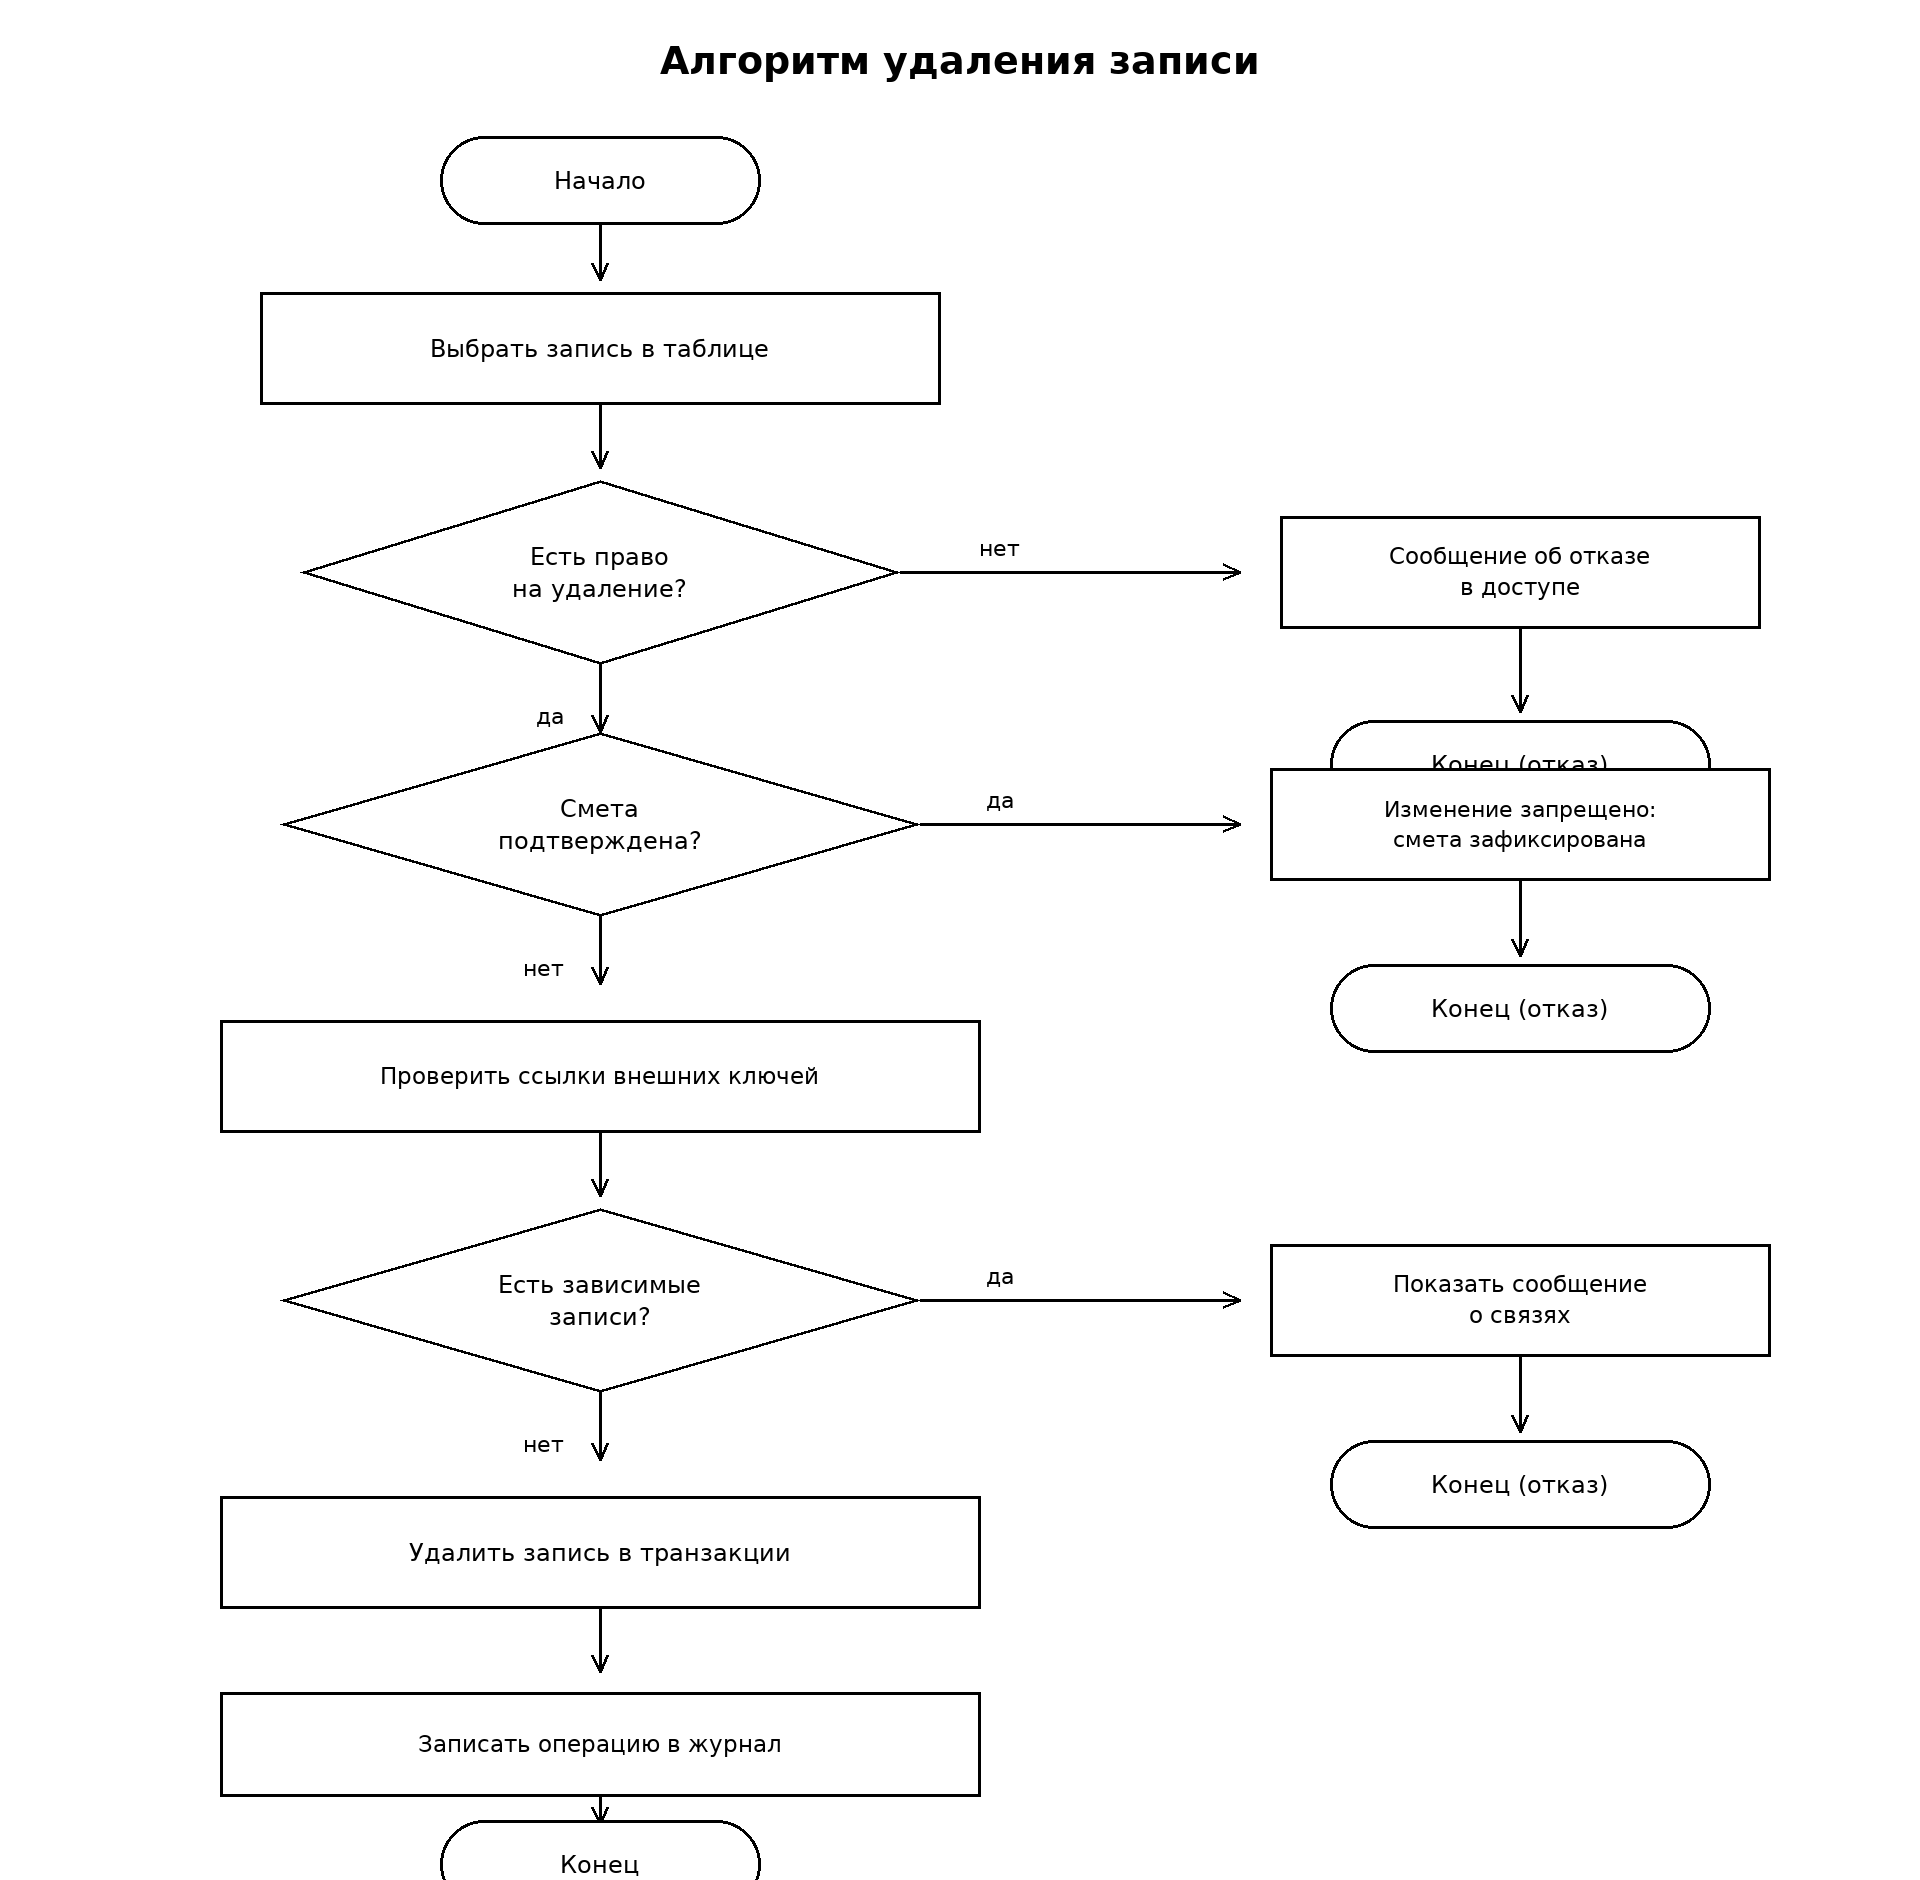 Алгоритм удаления записи
Начало
Выбрать запись в таблице
Есть право
на удаление?
нет
Сообщение об отказе
в доступе
да
Конец (отказ)
Смета
подтверждена?
да
Изменение запрещено:
смета зафиксирована
нет
Конец (отказ)
Проверить ссылки внешних ключей
Есть зависимые
записи?
да
Показать сообщение
о связях
нет
Конец (отказ)
Удалить запись в транзакции
Записать операцию в журнал
Конец